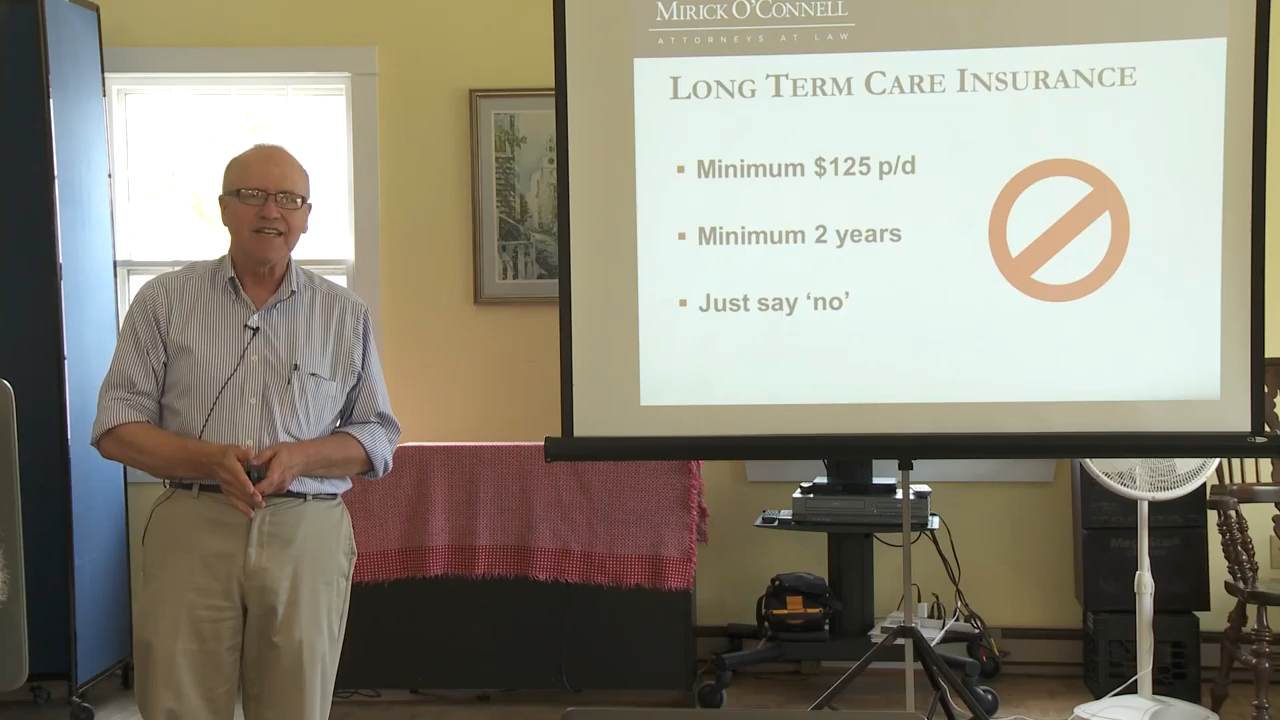 MIRICK O'CONNELL
ATTORNEYS AT LAW
LONG TERM CARE INSURANCE
Minimum $125 p/d
Minimum 2 years
Just say ‘no’